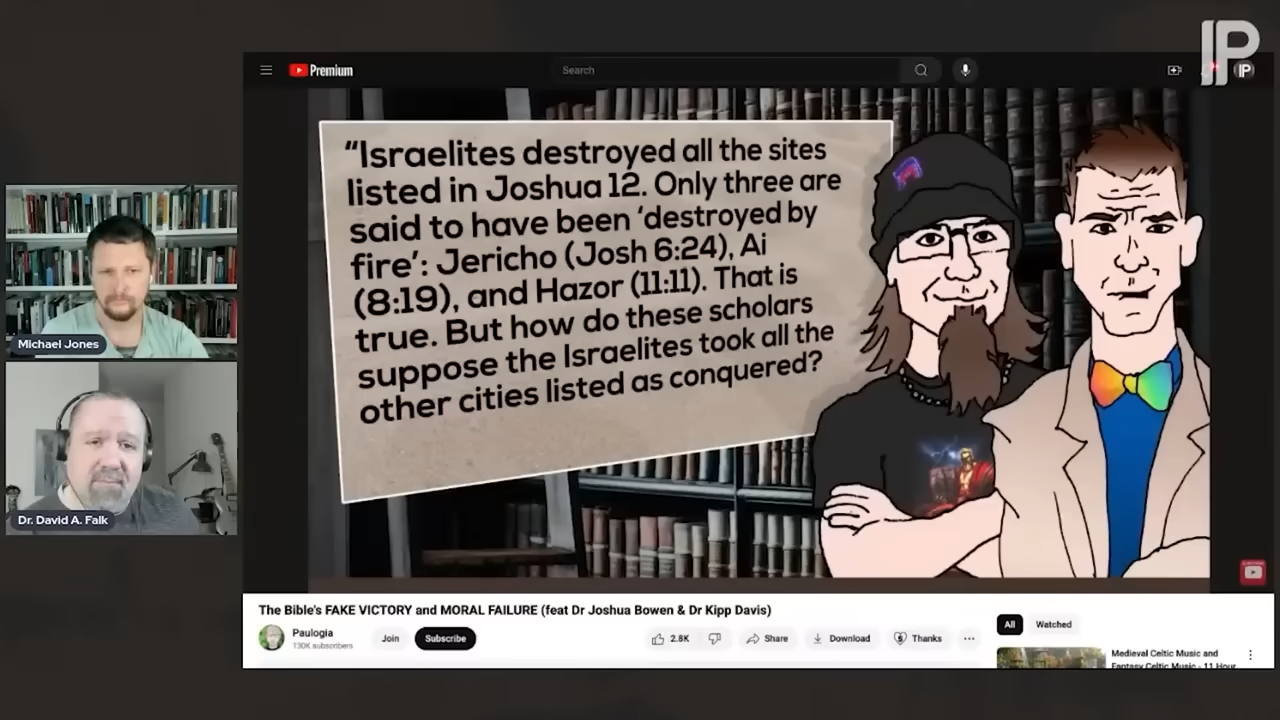 IP
Premium
Search
IP
"Israelites destroyed all the sites
listed in Joshua 12. Only three are
said to have been 'destroyed by
fire': Jericho (Josh 6:24), Ai
(8:19), and Hazor (11:11). That is
true. But how do these scholars
suppose the Israelites took all the
other cities listed as conquered?
Michael Jones
Dr. David A. Falk
The Bible's FAKE VICTORY and MORAL FAILURE (feat Dr Joshua Bowen & Dr Kipp Davis)
Paulogia
130K subscribers
Join
Subscribe
2.8K
Share
Download
Thanks
All
Watched
Medieval Celtic Music and
Fantasy Celtic Music - 11 Hour